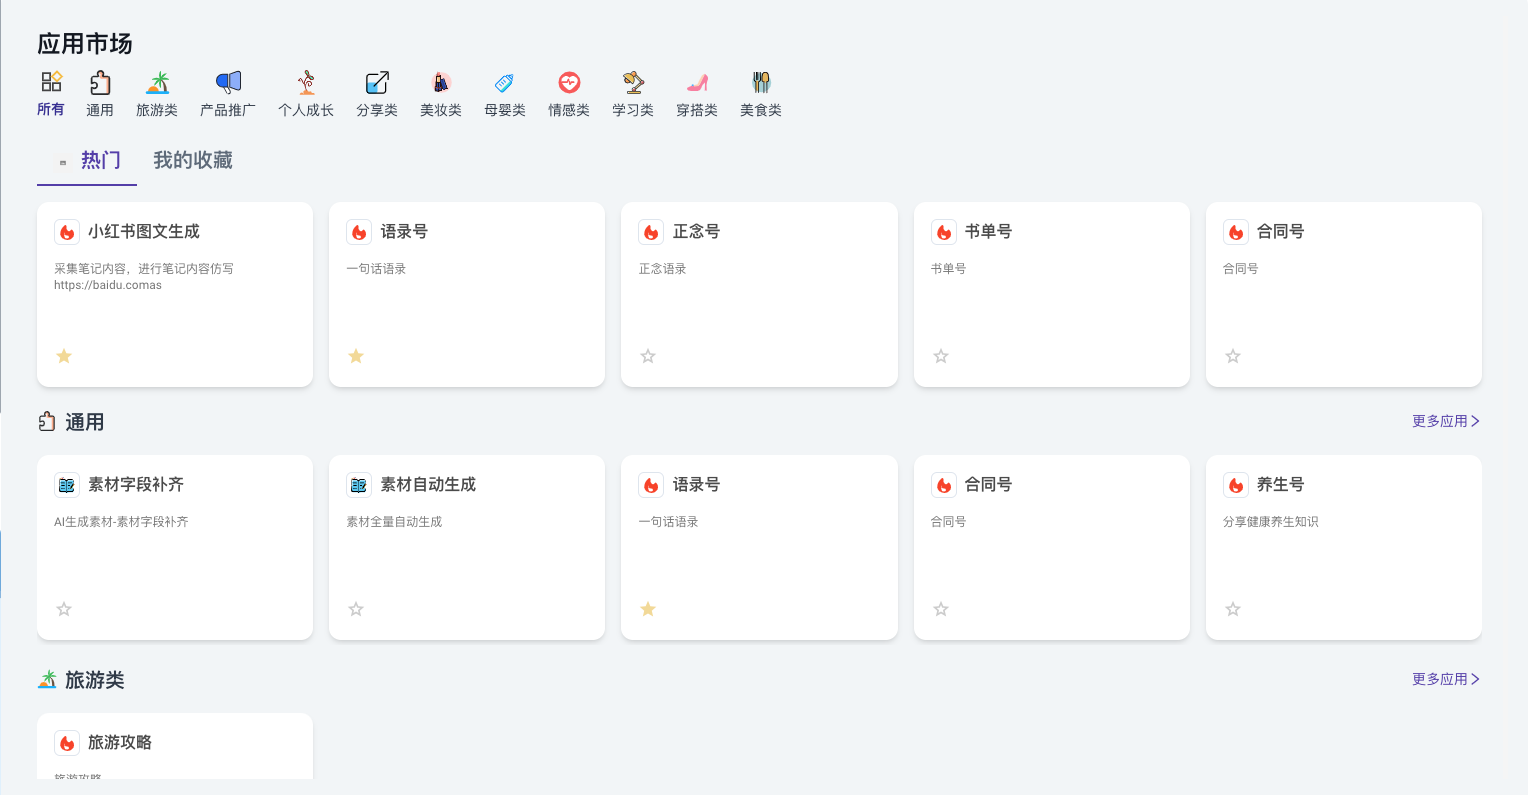 应用市场
所有 通用 旅游类 产品推广 个人成长 分享类 美妆类 母婴类 情感类 学习类 穿搭类 美食类
热门 我的收藏
小红书图文生成
采集笔记内容，进行笔记内容仿写
https://baidu.comas
语录号
一句话语录
正念号
正念语录
书单号
书单号
合同号
合同号
通用 更多应用
素材字段补齐
AI生成素材-素材字段补齐
素材自动生成
素材全量自动生成
语录号
一句话语录
合同号
合同号
养生号
分享健康养生知识
旅游类 更多应用
旅游攻略
旅游攻略